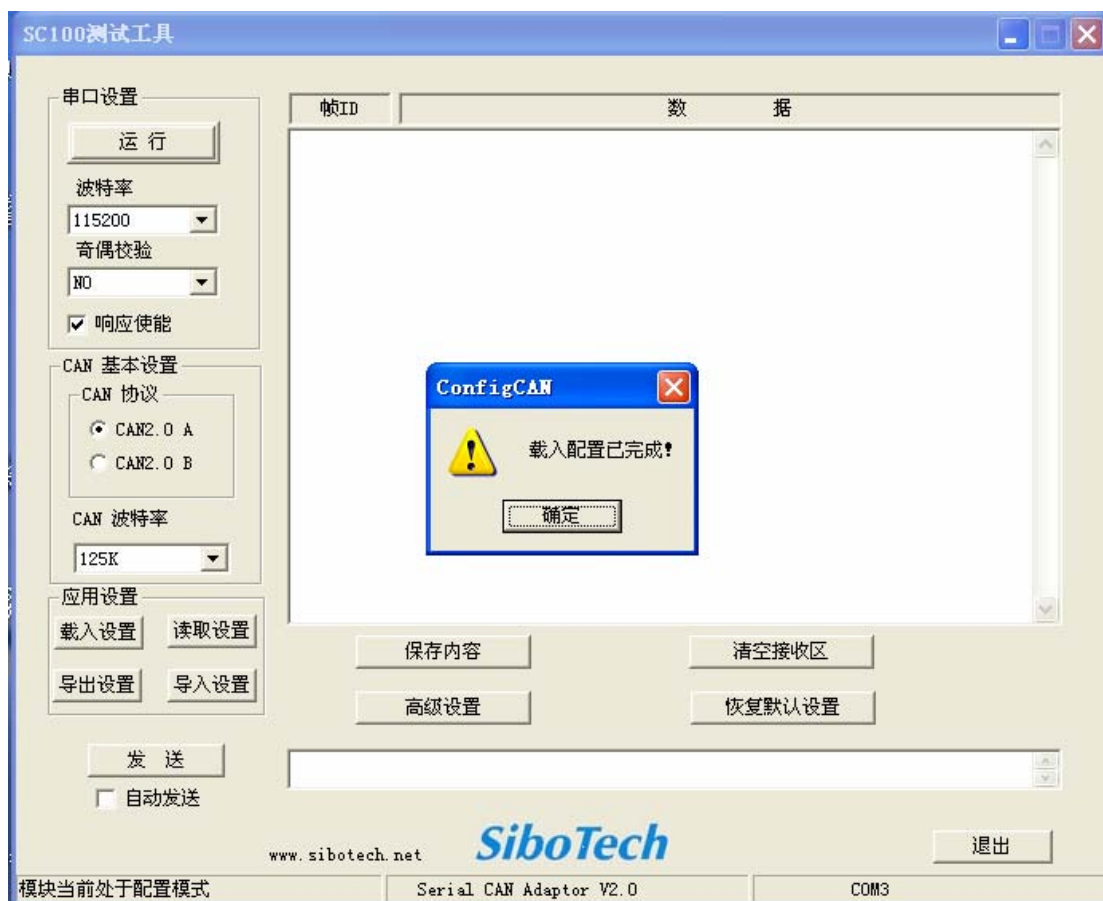 SC100测试工具
串口设置
运 行
波特率
115200
奇偶校验
NO
响应使能
CAN 基本设置
CAN 协议
CAN2.0 A
CAN2.0 B
CAN 波特率
125K
应用设置
载入设置 读取设置
导出设置 导入设置
发 送
自动发送
帧ID 数 据
ConfigCAN
载入配置已完成!
确定
保存内容 清空接收区
高级设置 恢复默认设置
www.sibotech.net SiboTech 退出
模块当前处于配置模式 Serial CAN Adaptor V2.0 COM3